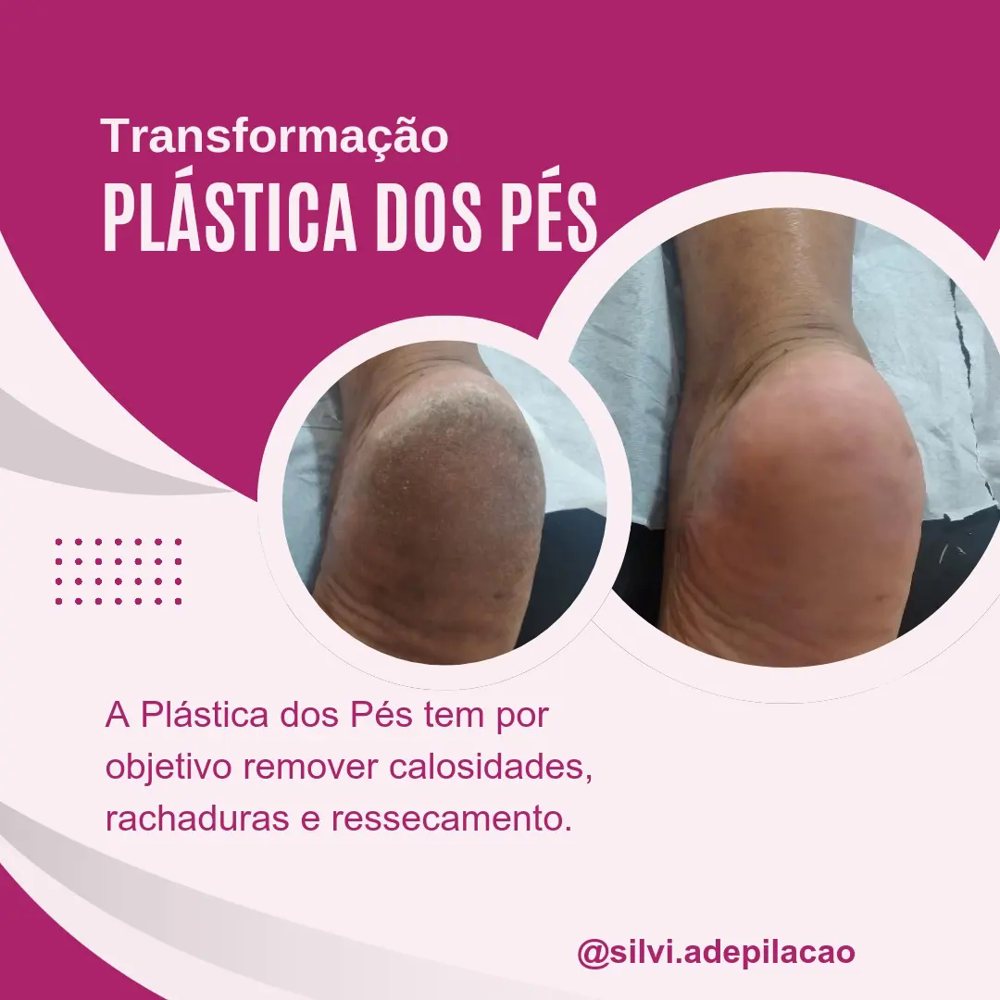 Transformação
PLÁSTICA DOS PÉS
A Plástica dos Pés tem por
objetivo remover calosidades,
rachaduras e ressecamento.
@silvi.adepilacao